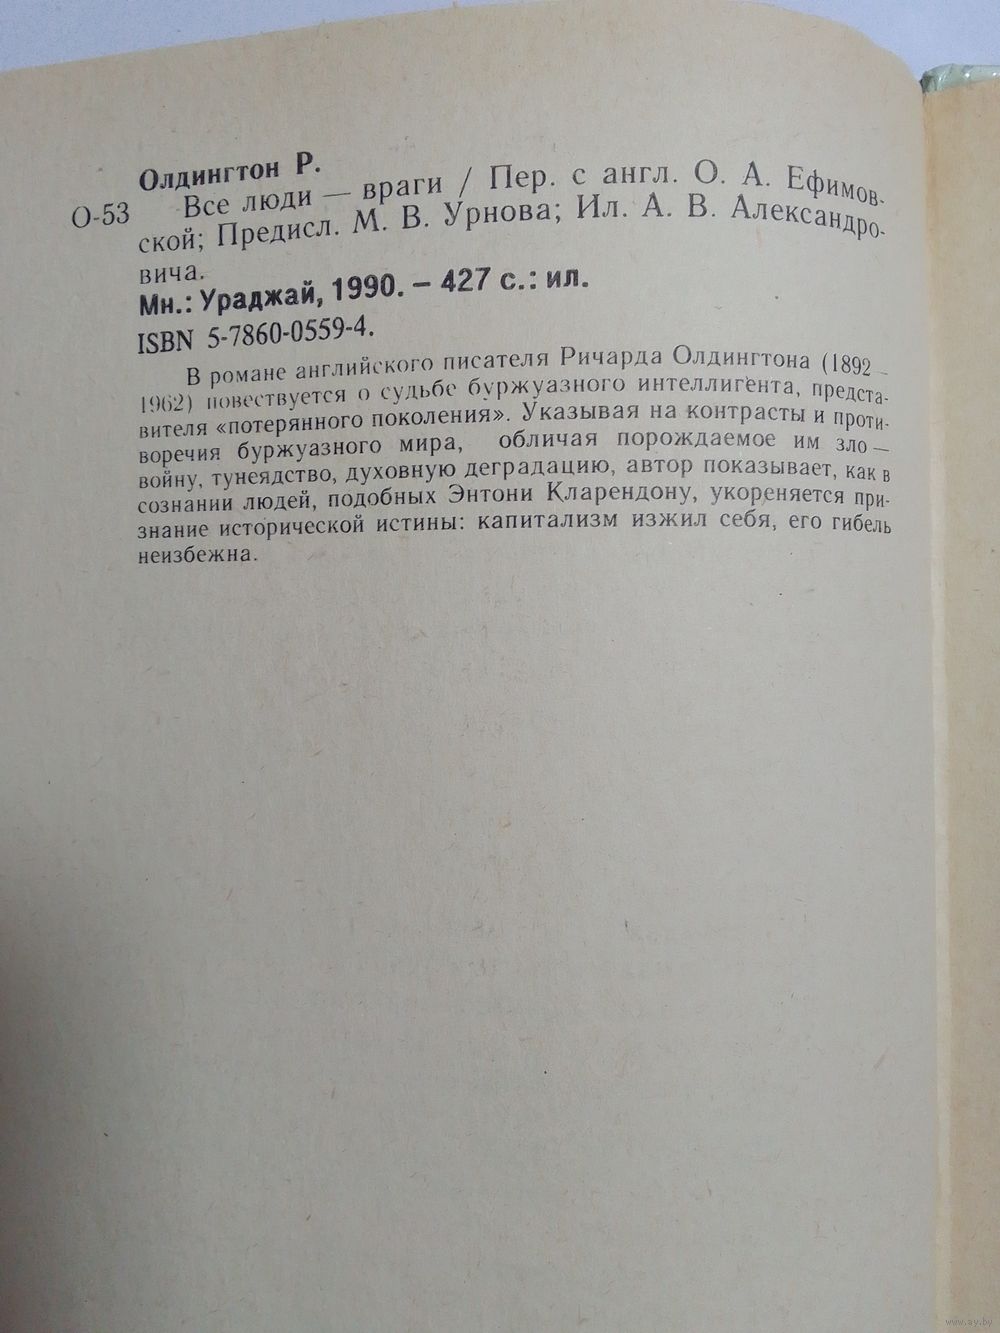 Олдингтон Р.
О-53 Все люди — враги / Пер. с англ. О. А. Ефимов-
ской; Предисл. М. В. Урнова; Ил. А. В. Александро-
вича.
Мн.: Ураджай, 1990. – 427 с.: ил.
ISBN 5-7860-0559-4.
В романе английского писателя Ричарда Олдингтона (1892 –
1962) повествуется о судьбе буржуазного интеллигента, предста-
вителя «потерянного поколения». Указывая на контрасты и проти-
воречия буржуазного мира, обличая порождаемое им зло —
войну, тунеядство, духовную деградацию, автор показывает, как в
сознании людей, подобных Энтони Кларендону, укореняется при-
знание исторической истины: капитализм изжил себя, его гибель
неизбежна.
www.ay.by